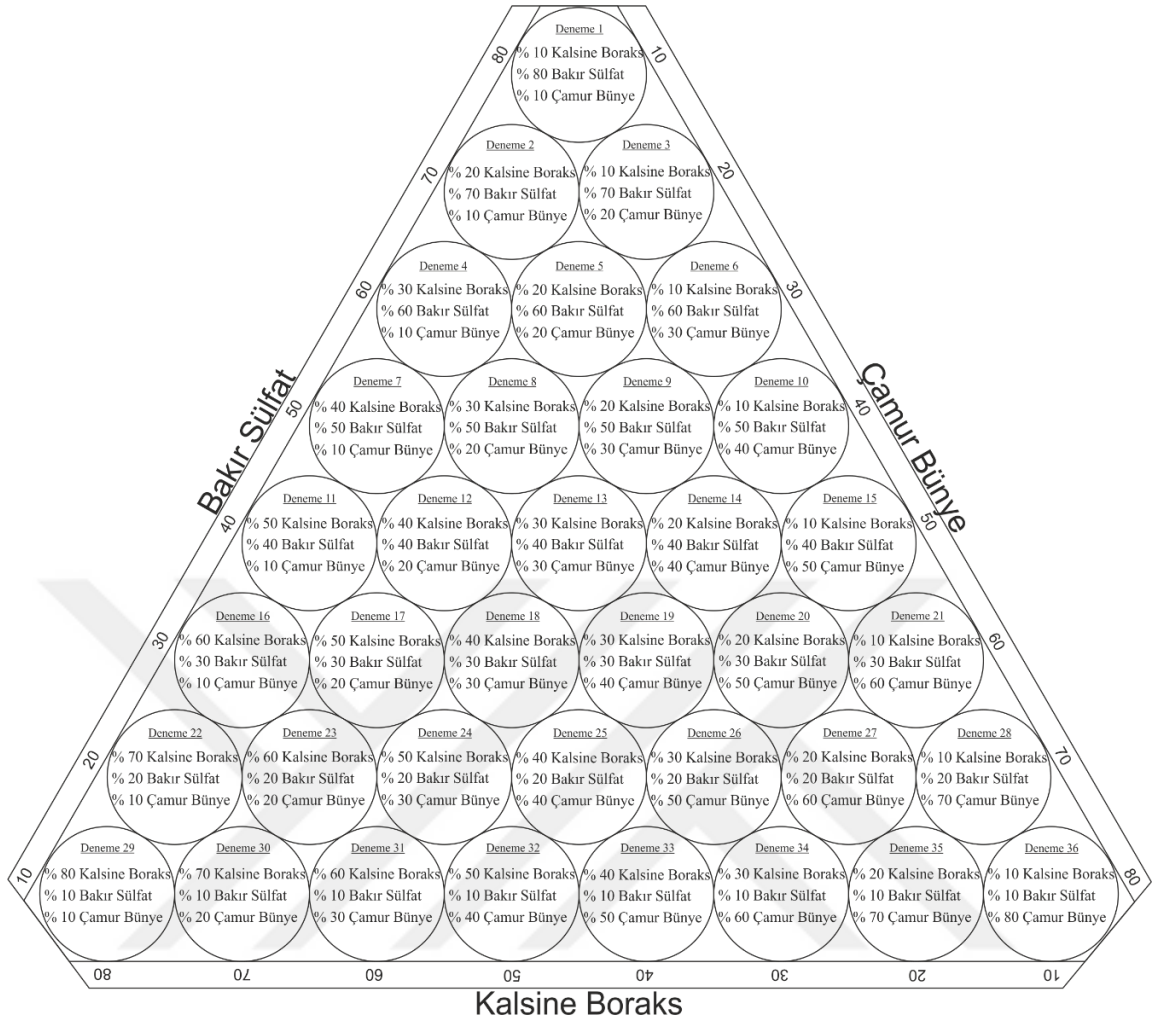 Deneme 1
% 10 Kalsine Boraks
% 80 Bakır Sülfat
% 10 Çamur Bünye
Deneme 2
% 20 Kalsine Boraks
% 70 Bakır Sülfat
% 10 Çamur Bünye
Deneme 3
% 10 Kalsine Boraks
% 70 Bakır Sülfat
% 20 Çamur Bünye
Deneme 4
% 30 Kalsine Boraks
% 60 Bakır Sülfat
% 10 Çamur Bünye
Deneme 5
% 20 Kalsine Boraks
% 60 Bakır Sülfat
% 20 Çamur Bünye
Deneme 6
% 10 Kalsine Boraks
% 60 Bakır Sülfat
% 30 Çamur Bünye
Deneme 7
% 40 Kalsine Boraks
% 50 Bakır Sülfat
% 10 Çamur Bünye
Deneme 8
% 30 Kalsine Boraks
% 50 Bakır Sülfat
% 20 Çamur Bünye
Deneme 9
% 20 Kalsine Boraks
% 50 Bakır Sülfat
% 30 Çamur Bünye
Deneme 10
% 10 Kalsine Boraks
% 50 Bakır Sülfat
% 40 Çamur Bünye
Deneme 11
% 50 Kalsine Boraks
% 40 Bakır Sülfat
% 10 Çamur Bünye
Deneme 12
% 40 Kalsine Boraks
% 40 Bakır Sülfat
% 20 Çamur Bünye
Deneme 13
% 30 Kalsine Boraks
% 40 Bakır Sülfat
% 30 Çamur Bünye
Deneme 14
% 20 Kalsine Boraks
% 40 Bakır Sülfat
% 40 Çamur Bünye
Deneme 15
% 10 Kalsine Boraks
% 40 Bakır Sülfat
% 50 Çamur Bünye
Deneme 16
% 60 Kalsine Boraks
% 30 Bakır Sülfat
% 10 Çamur Bünye
Deneme 17
% 50 Kalsine Boraks
% 30 Bakır Sülfat
% 20 Çamur Bünye
Deneme 18
% 40 Kalsine Boraks
% 30 Bakır Sülfat
% 30 Çamur Bünye
Deneme 19
% 30 Kalsine Boraks
% 30 Bakır Sülfat
% 40 Çamur Bünye
Deneme 20
% 20 Kalsine Boraks
% 30 Bakır Sülfat
% 50 Çamur Bünye
Deneme 21
% 10 Kalsine Boraks
% 30 Bakır Sülfat
% 60 Çamur Bünye
Deneme 22
% 70 Kalsine Boraks
% 20 Bakır Sülfat
% 10 Çamur Bünye
Deneme 23
% 60 Kalsine Boraks
% 20 Bakır Sülfat
% 20 Çamur Bünye
Deneme 24
% 50 Kalsine Boraks
% 20 Bakır Sülfat
% 30 Çamur Bünye
Deneme 25
% 40 Kalsine Boraks
% 20 Bakır Sülfat
% 40 Çamur Bünye
Deneme 26
% 30 Kalsine Boraks
% 20 Bakır Sülfat
% 50 Çamur Bünye
Deneme 27
% 20 Kalsine Boraks
% 20 Bakır Sülfat
% 60 Çamur Bünye
Deneme 28
% 10 Kalsine Boraks
% 20 Bakır Sülfat
% 70 Çamur Bünye
Deneme 29
% 80 Kalsine Boraks
% 10 Bakır Sülfat
% 10 Çamur Bünye
Deneme 30
% 70 Kalsine Boraks
% 10 Bakır Sülfat
% 20 Çamur Bünye
Deneme 31
% 60 Kalsine Boraks
% 10 Bakır Sülfat
% 30 Çamur Bünye
Deneme 32
% 50 Kalsine Boraks
% 10 Bakır Sülfat
% 40 Çamur Bünye
Deneme 33
% 40 Kalsine Boraks
% 10 Bakır Sülfat
% 50 Çamur Bünye
Deneme 34
% 30 Kalsine Boraks
% 10 Bakır Sülfat
% 60 Çamur Bünye
Deneme 35
% 20 Kalsine Boraks
% 10 Bakır Sülfat
% 70 Çamur Bünye
Deneme 36
% 10 Kalsine Boraks
% 10 Bakır Sülfat
% 80 Çamur Bünye
80
70
60
50
40
30
20
10
Bakır Sülfat
10
20
30
40
50
60
70
80
Çamur Bünye
80
70
60
50
40
30
20
10
Kalsine Boraks